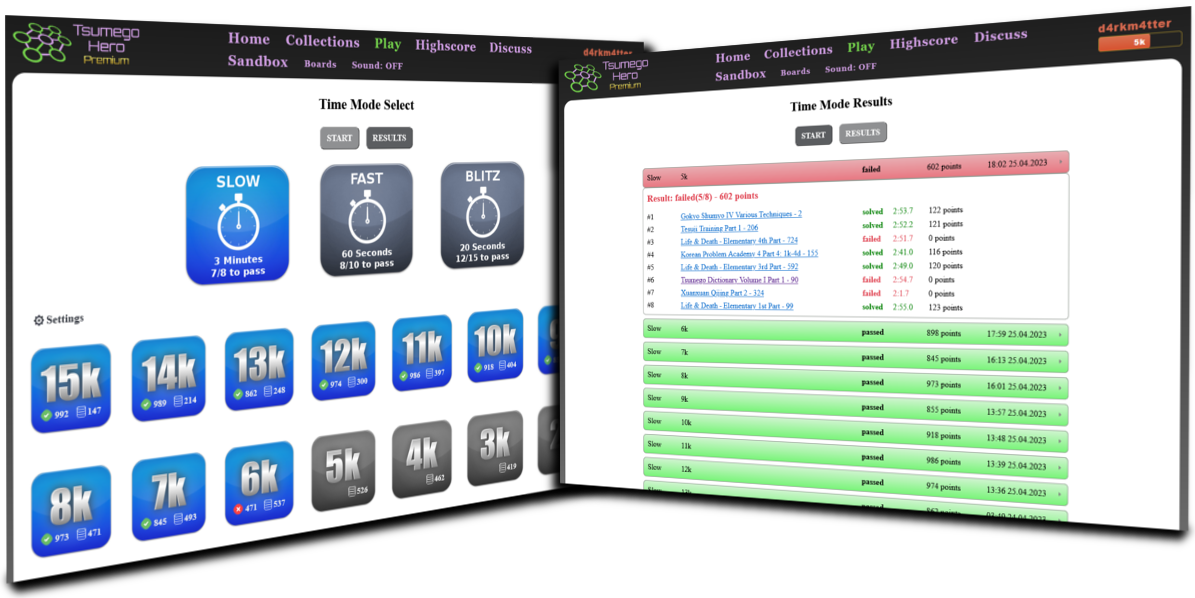 Tsumego
Hero
Premium
Home Collections Play Highscore Discuss
Sandbox Boards Sound: OFF
d4rkm4tter
Time Mode Select
START RESULTS
SLOW
3 Minutes
7/8 to pass
FAST
60 Seconds
8/10 to pass
BLITZ
20 Seconds
12/15 to pass
Settings
15k 14k 13k 12k 11k 10k
992 147 989 214 862 248 974 300 986 397 918 404
8k 7k 6k 5k 4k 3k
973 471 845 493 471 537 526 462 419
Tsumego
Hero
Premium
Home Collections Play Highscore Discuss
Sandbox Boards Sound: OFF
d4rkm4tter
5k
Time Mode Results
START RESULTS
Slow 5k failed 602 points 18:02 25.04.2023
Result: failed(5/8) - 602 points
#1 Gokyo Shumyo IV Various Techniques - 2 solved 2:53.7 122 points
#2 Tesuji Training Part 1 - 206 solved 2:52.2 121 points
#3 Life & Death - Elementary 4th Part - 724 failed 2:51.7 0 points
#4 Korean Problem Academy 4 Part 4: 1k-4d - 155 solved 2:41.0 116 points
#5 Life & Death - Elementary 3rd Part - 592 solved 2:49.0 120 points
#6 Tsumego Dictionary Volume I Part 1 - 90 failed 2:54.7 0 points
#7 Xuanxuan Qijing Part 2 - 324 failed 2:1.7 0 points
#8 Life & Death - Elementary 1st Part - 99 solved 2:55.0 123 points
Slow 6k passed 898 points 17:59 25.04.2023
Slow 7k passed 845 points 16:13 25.04.2023
Slow 8k passed 973 points 16:01 25.04.2023
Slow 9k passed 855 points 13:57 25.04.2023
Slow 10k passed 918 points 13:48 25.04.2023
Slow 11k passed 986 points 13:39 25.04.2023
Slow 12k passed 974 points 13:36 25.04.2023